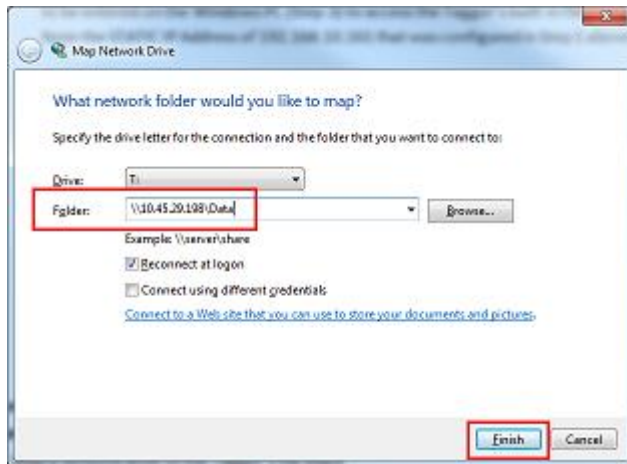 Map Network Drive
What network folder would you like to map?
Specify the drive letter for the connection and the folder that you want to connect to:
Drive: T:
Folder: \\10.45.29.198\Data Browse...
Example: \\server\share
Reconnect at logon
Connect using different credentials
Connect to a Web site that you can use to store your documents and pictures.
Finish Cancel